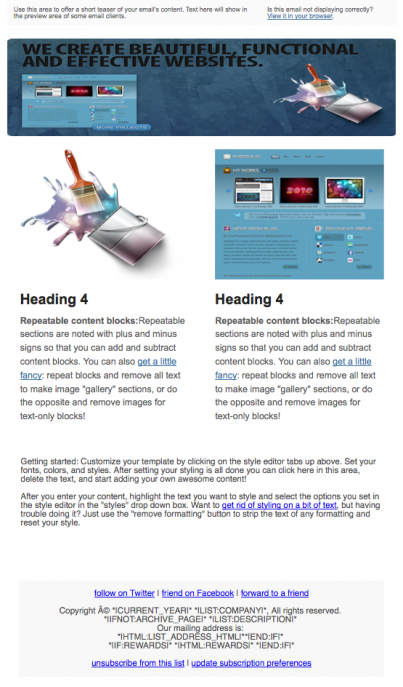 Use this area to offer a short teaser of your email's content. Text here will show in
the preview area of some email clients.
Is this email not displaying correctly?
View it in your browser.
WE CREATE BEAUTIFUL, FUNCTIONAL
AND EFFECTIVE WEBSITES.
MORE PROJECTS
MY WORKS
2010
Heading 4
Repeatable content blocks:Repeatable
sections are noted with plus and minus
signs so that you can add and subtract
content blocks. You can also get a little
fancy: repeat blocks and remove all text
to make image "gallery" sections, or do
the opposite and remove images for
text-only blocks!
Heading 4
Repeatable content blocks:Repeatable
sections are noted with plus and minus
signs so that you can add and subtract
content blocks. You can also get a little
fancy: repeat blocks and remove all text
to make image "gallery" sections, or do
the opposite and remove images for
text-only blocks!
Getting started: Customize your template by clicking on the style editor tabs up above. Set your
fonts, colors, and styles. After setting your styling is all done you can click here in this area,
delete the text, and start adding your own awesome content!
After you enter your content, highlight the text you want to style and select the options you set in
the style editor in the "styles" drop down box. Want to get rid of styling on a bit of text, but having
trouble doing it? Just use the "remove formatting" button to strip the text of any formatting and
reset your style.
follow on Twitter | friend on Facebook | forward to a friend
Copyright Â© *|CURRENT_YEAR|* *|LIST:COMPANY|*, All rights reserved.
*|IFNOT:ARCHIVE_PAGE|* *|LIST:DESCRIPTION|*
Our mailing address is:
*|HTML:LIST_ADDRESS_HTML|**|END:IF|*
*|IF:REWARDS|* *|HTML:REWARDS|* *|END:IF|*
unsubscribe from this list | update subscription preferences